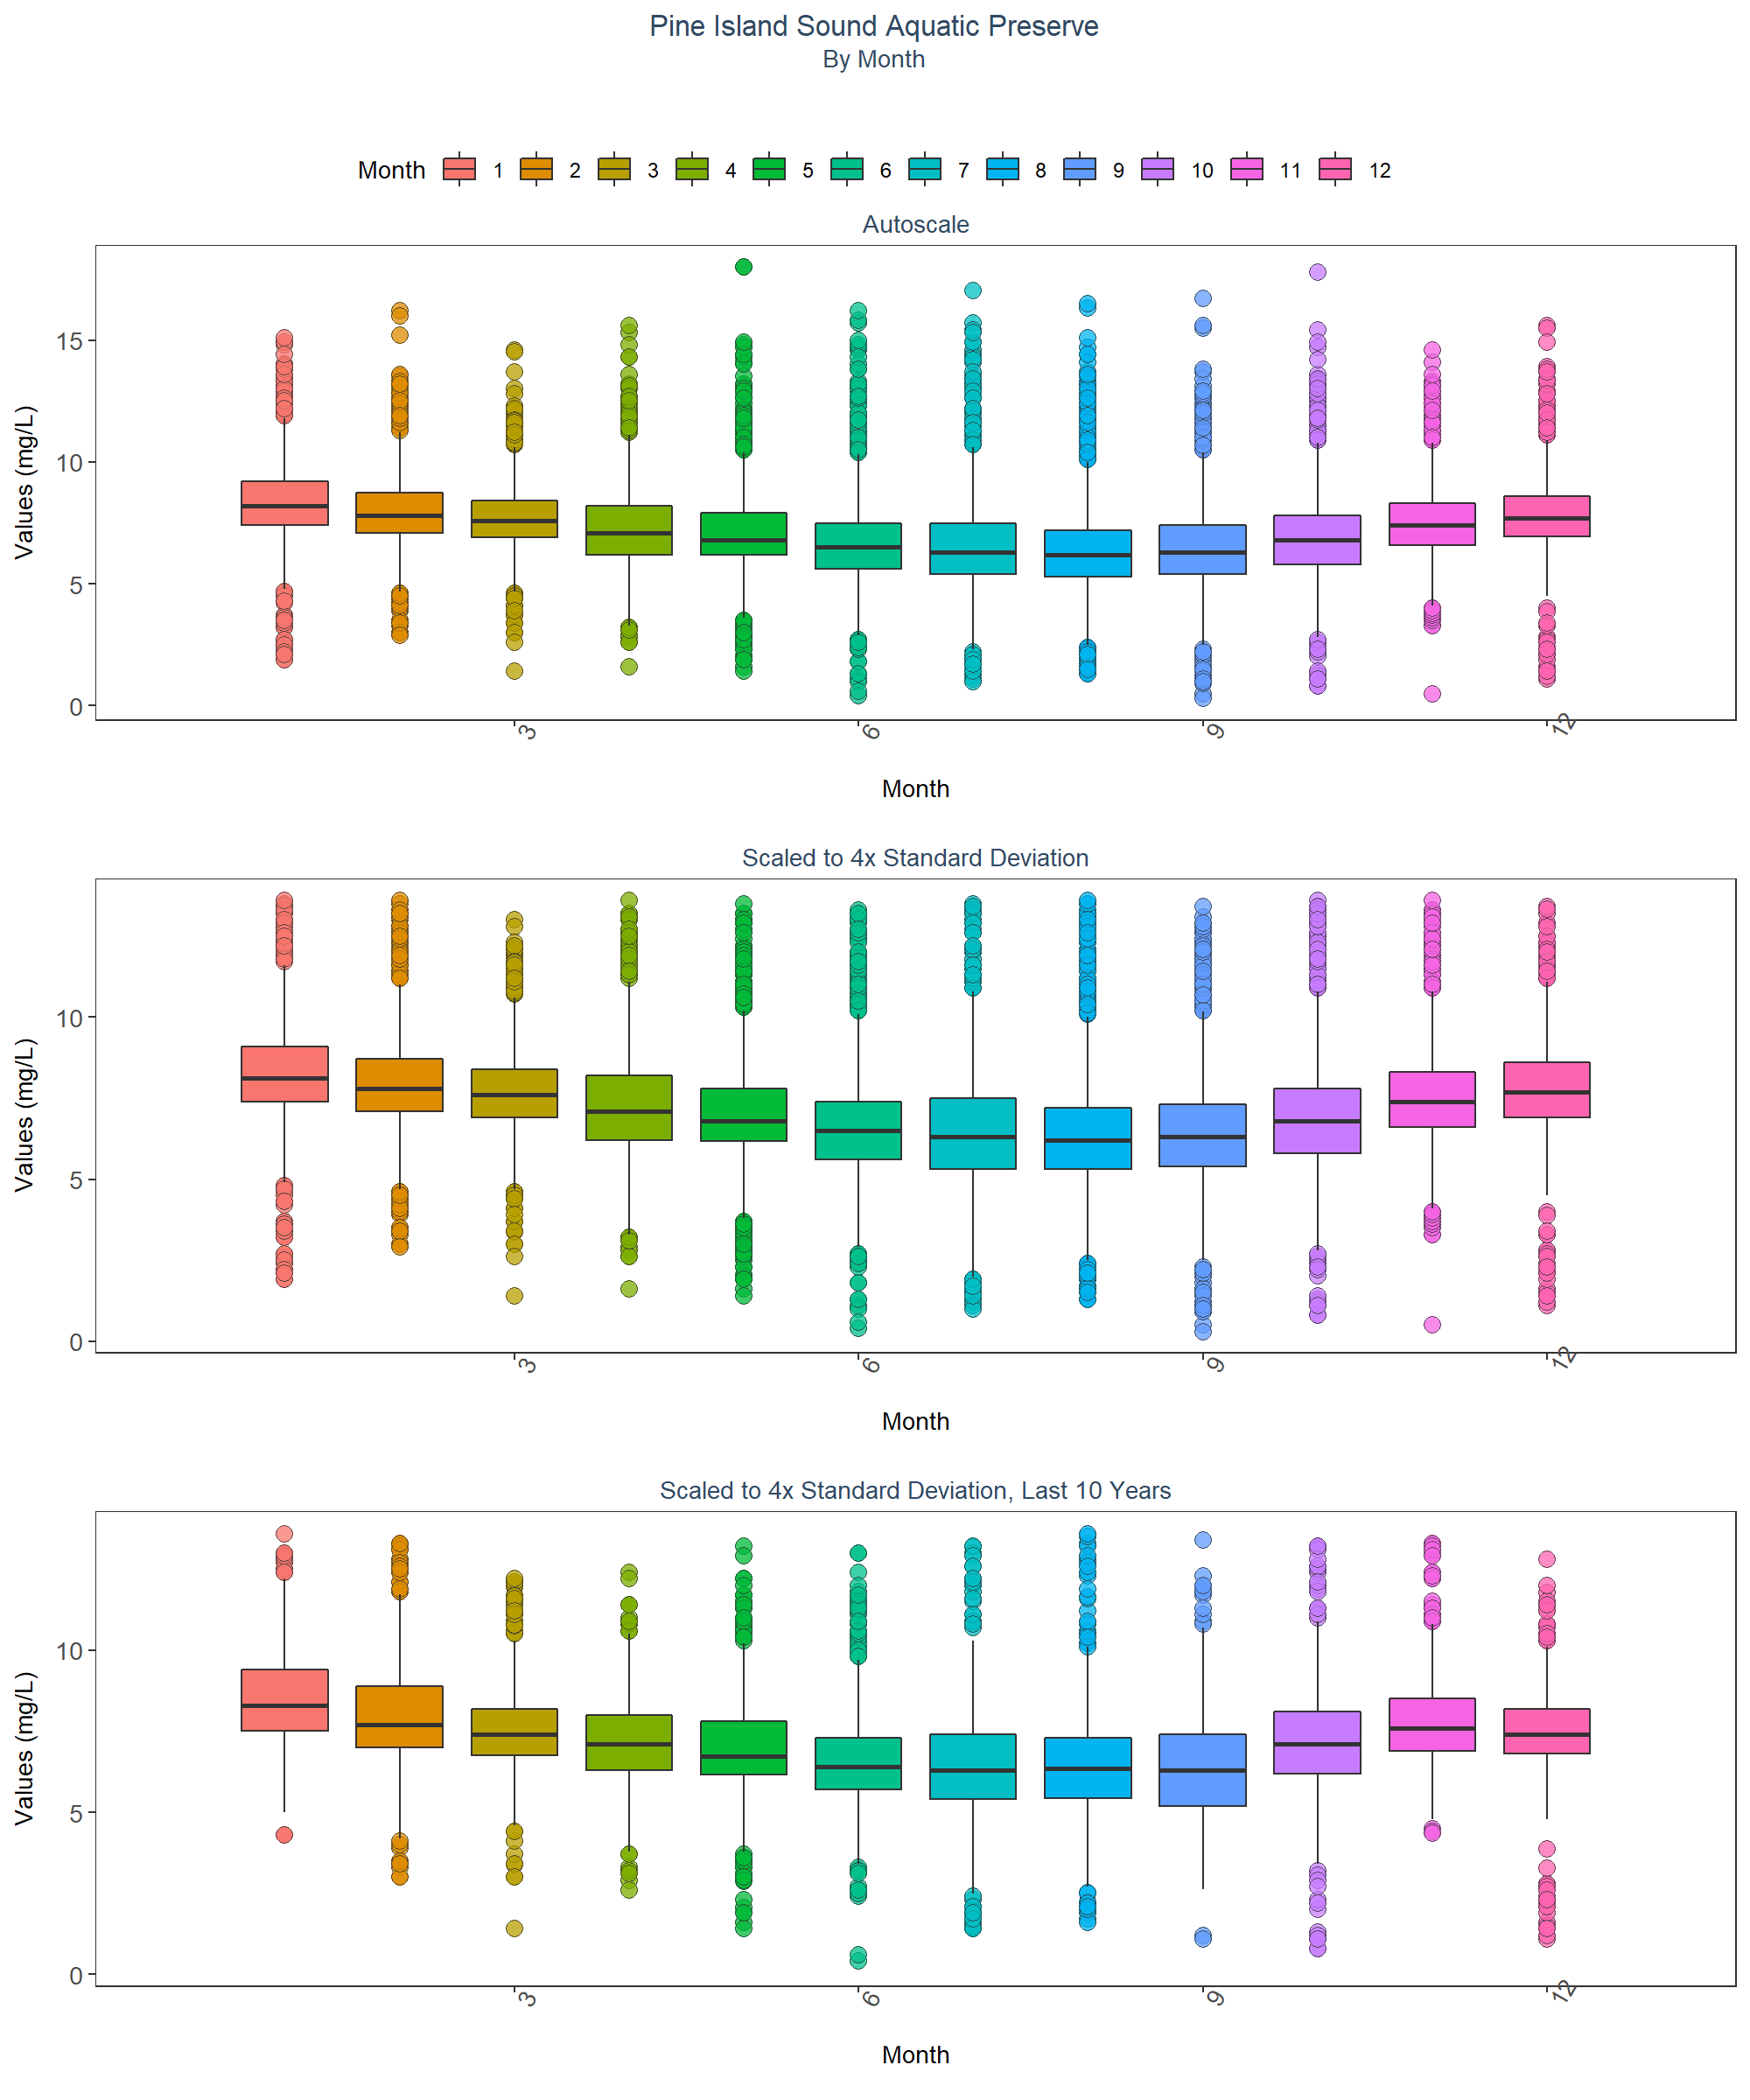 Pine Island Sound Aquatic Preserve
By Month
Month 1 2 3 4 5 6 7 8 9 10 11 12
Autoscale
Values (mg/L)
15
10
5
0
3 6 9 12
Month
Scaled to 4x Standard Deviation
Values (mg/L)
10
5
0
3 6 9 12
Month
Scaled to 4x Standard Deviation, Last 10 Years
Values (mg/L)
10
5
0
3 6 9 12
Month